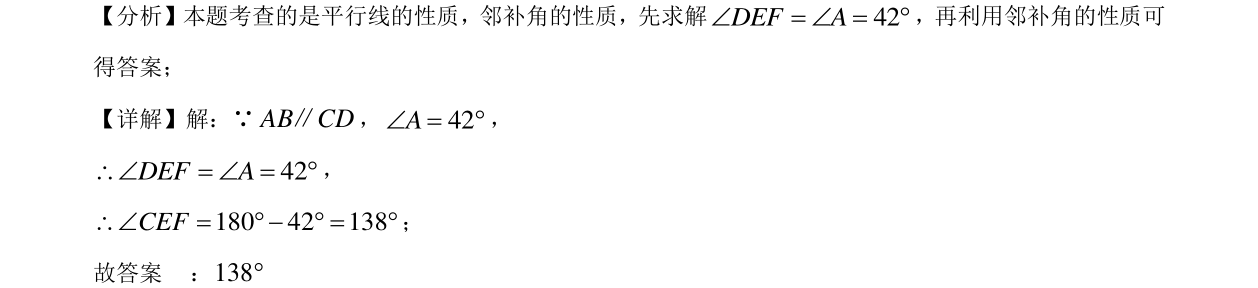 【分析】本题考查的是平行线的性质，邻补角的性质，先求解∠DEF = ∠A = 42°，再利用邻补角的性质可
得答案；
【详解】解：∵ AB∥CD，∠A = 42°，
∴∠DEF = ∠A = 42°，
∴∠CEF = 180° − 42° = 138°；
故答案 ：138°